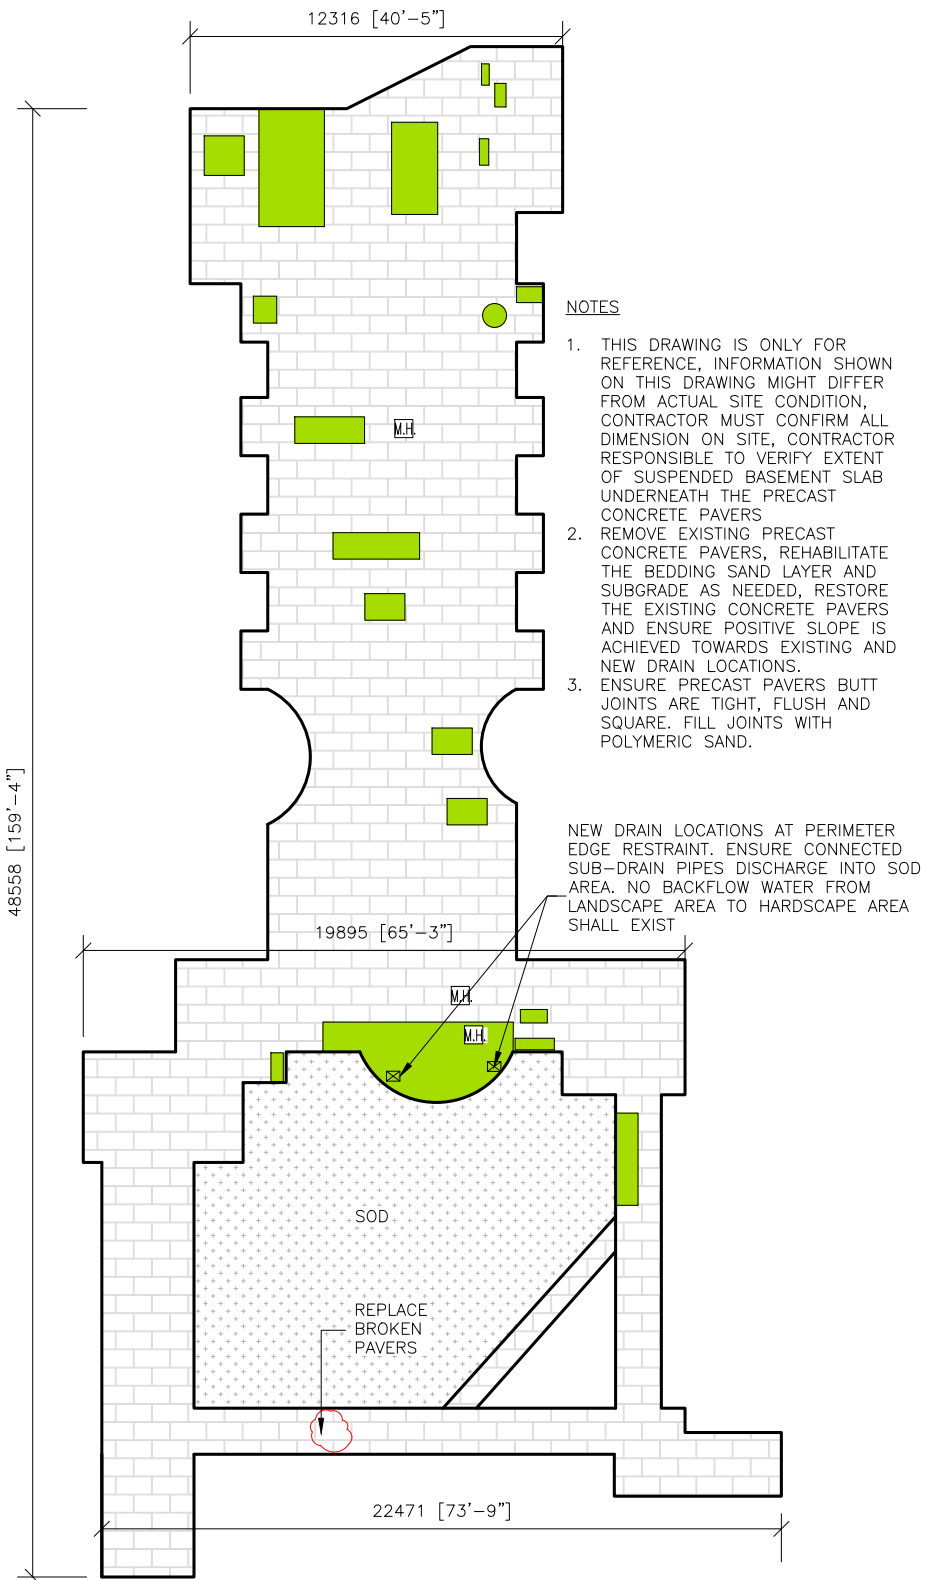 12316 [40'-5"]
NOTES
1. THIS DRAWING IS ONLY FOR
REFERENCE, INFORMATION SHOWN
ON THIS DRAWING MIGHT DIFFER
FROM ACTUAL SITE CONDITION,
CONTRACTOR MUST CONFIRM ALL
DIMENSION ON SITE, CONTRACTOR
RESPONSIBLE TO VERIFY EXTENT
OF SUSPENDED BASEMENT SLAB
UNDERNEATH THE PRECAST
CONCRETE PAVERS
2. REMOVE EXISTING PRECAST
CONCRETE PAVERS, REHABILITATE
THE BEDDING SAND LAYER AND
SUBGRADE AS NEEDED, RESTORE
THE EXISTING CONCRETE PAVERS
AND ENSURE POSITIVE SLOPE IS
ACHIEVED TOWARDS EXISTING AND
NEW DRAIN LOCATIONS.
3. ENSURE PRECAST PAVERS BUTT
JOINTS ARE TIGHT, FLUSH AND
SQUARE. FILL JOINTS WITH
POLYMERIC SAND.
M.H.
48558 [159'-4"]
NEW DRAIN LOCATIONS AT PERIMETER
EDGE RESTRAINT. ENSURE CONNECTED
SUB-DRAIN PIPES DISCHARGE INTO SOD
AREA. NO BACKFLOW WATER FROM
LANDSCAPE AREA TO HARDSCAPE AREA
SHALL EXIST
19895 [65'-3"]
M.H.
M.H.
SOD
REPLACE
BROKEN
PAVERS
22471 [73'-9"]